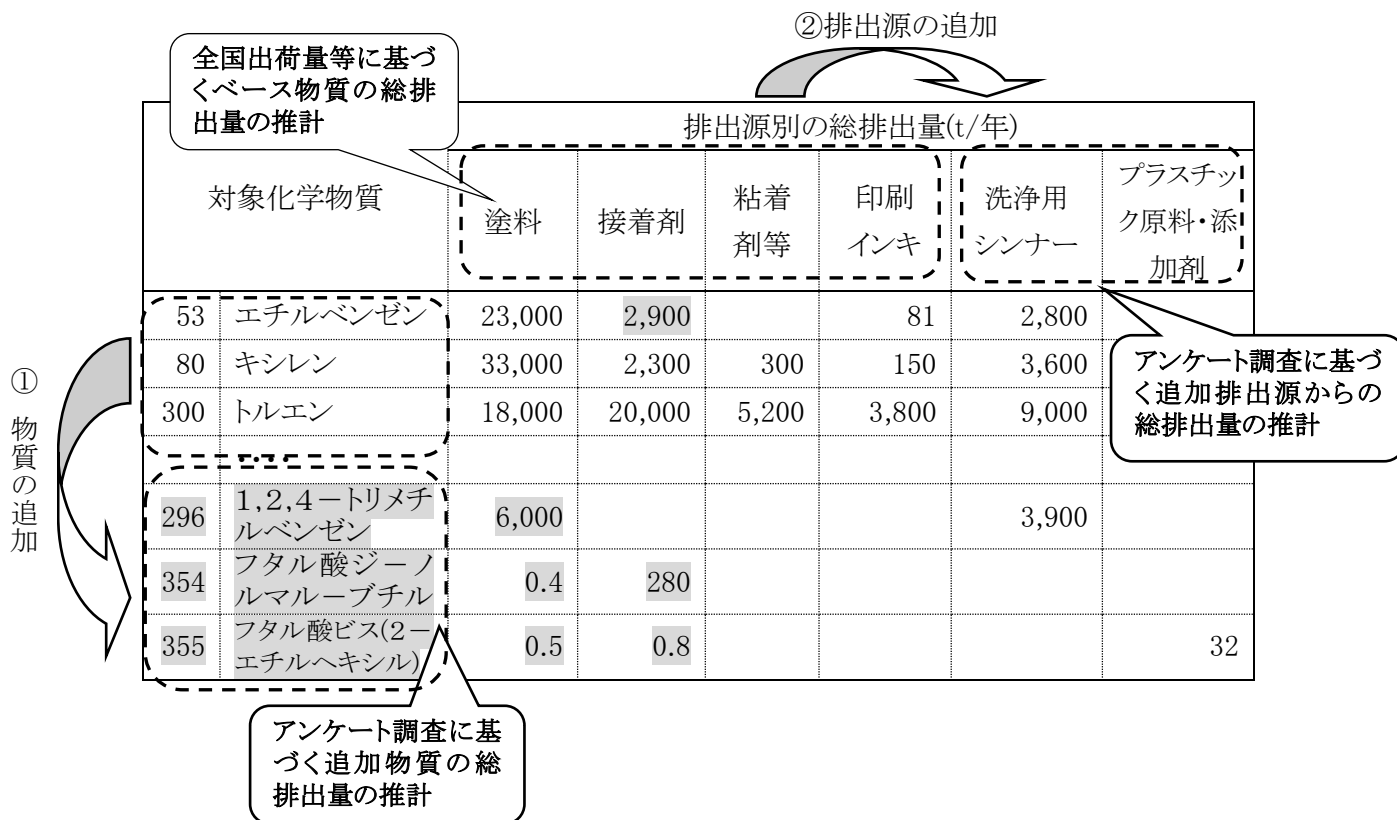 ②排出源の追加
全国出荷量等に基づ
くベース物質の総排
出量の推計
排出源別の総排出量(t/年)
対象化学物質
塗料
接着剤
粘着
剤等
印刷
インキ
洗浄用
シンナー
プラスチッ
ク原料・添
加剤
53 エチルベンゼン 23,000 2,900 81 2,800
80 キシレン 33,000 2,300 300 150 3,600
300 トルエン 18,000 20,000 5,200 3,800 9,000
‥‥
296 1,2,4-トリメチ
ルベンゼン 6,000 3,900
354 フタル酸ジ-ノ
ルマル-ブチル 0.4 280
355 フタル酸ビス(2-
エチルヘキシル) 0.5 0.8 32
① 物質の追加
アンケート調査に基づ
く追加排出源からの
総排出量の推計
アンケート調査に基
づく追加物質の総
排出量の推計